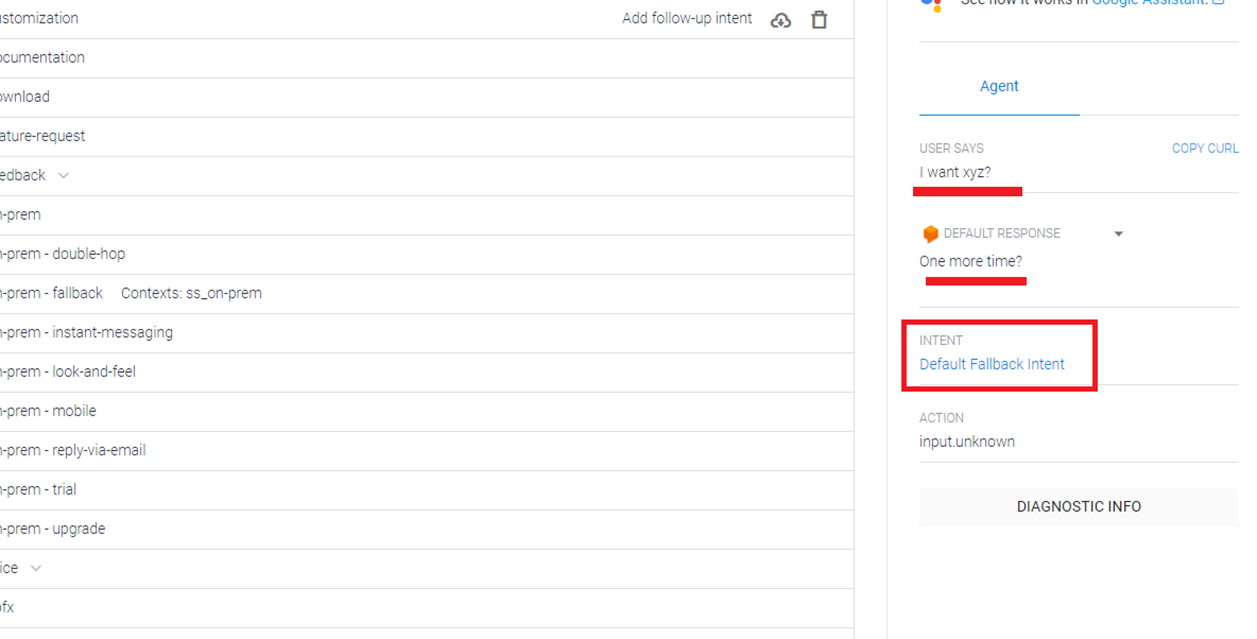 ustomization
Add follow-up intent
ocumentation
ownload
ature-request
edback
n-prem
n-prem - double-hop
n-prem - fallback Contexts: ss_on-prem
n-prem - instant-messaging
n-prem - look-and-feel
n-prem - mobile
n-prem - reply-via-email
n-prem - trial
n-prem - upgrade
ice
ofx
See how it works in Google Assistant.
Agent
USER SAYS
COPY CURL
I want xyz?
DEFAULT RESPONSE
One more time?
INTENT
Default Fallback Intent
ACTION
input.unknown
DIAGNOSTIC INFO